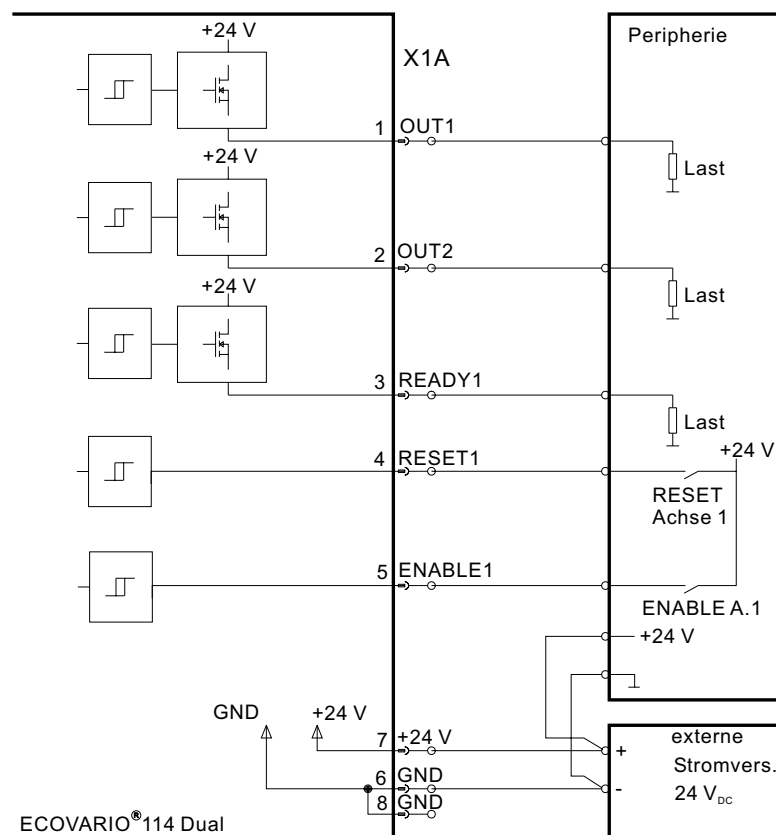 +24 V
X1A
Peripherie
1 OUT1
+24 V
Last
2 OUT2
+24 V
Last
3 READY1
Last
+24 V
4 RESET1
RESET
Achse 1
5 ENABLE1
ENABLE A.1
+24 V
GND
+24 V
7 +24 V
+
externe
Stromvers.
24 VDC
6 GND
-
8 GND
ECOVARIO®114 Dual